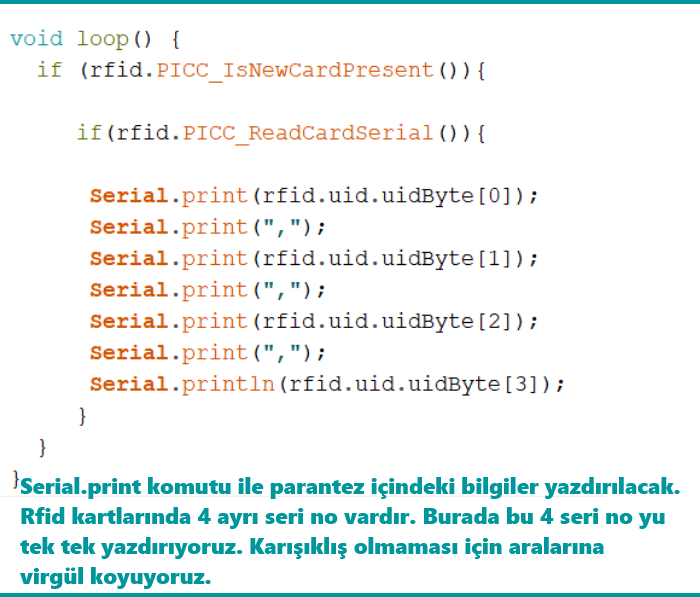 void loop() {
if (rfid.PICC_IsNewCardPresent()){
if(rfid.PICC_ReadCardSerial()){
Serial.print(rfid.uid.uidByte[0]);
Serial.print(",");
Serial.print(rfid.uid.uidByte[1]);
Serial.print(",");
Serial.print(rfid.uid.uidByte[2]);
Serial.print(",");
Serial.println(rfid.uid.uidByte[3]);
}
}
}
Serial.print komutu ile parantez içindeki bilgiler yazdırılacak.
Rfid kartlarında 4 ayrı seri no vardır. Burada bu 4 seri no yu
tek tek yazdırıyoruz. Karışıklış olmaması için aralarına
virgül koyuyoruz.